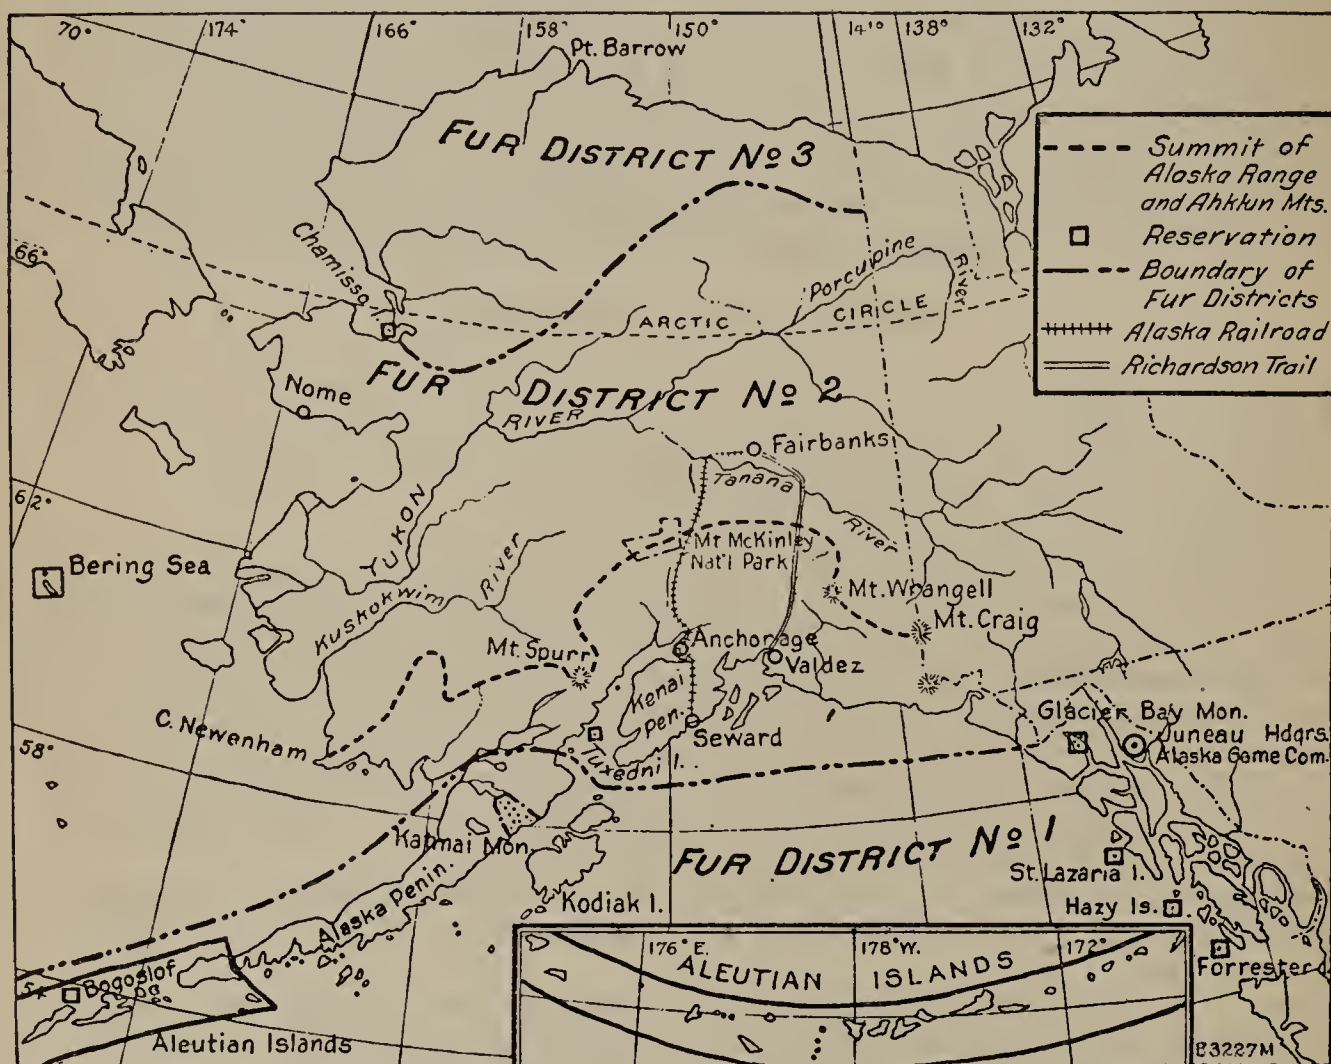 70°
174°
166°
158°
150°
141°
138°
132°
Pt. Barrow
FUR DISTRICT No 3
Summit of
Alaska Range
and Ahklun Mts.
Reservation
Boundary of
Fur Districts
Alaska Railroad
Richardson Trail
66°
Chamisso I.
Porcupine
River
ARCTIC CIRCLE
FUR DISTRICT No 2
Nome
RIVER
Fairbanks
Tanana
River
62°
YUKON
Bering Sea
Kuskokwim
River
Mt McKinley
Nat'l Park
Mt. Wrangell
Mt. Craig
Mt. Spurr
Anchorage
Valdez
Kenai
Pen.
C. Newenham
Seward
Tuxedni I.
Glacier Bay Mon.
Juneau Hdqrs.
Alaska Game Com.
58°
Katmai Mon.
FUR DISTRICT No 1
St. Lazaria I.
Alaska Penin.
Kodiak I.
Hazy Is.
Forrester I.
Bogoslof
Aleutian Islands
176° E.
178° W.
172°
ALEUTIAN ISLANDS
B3227M